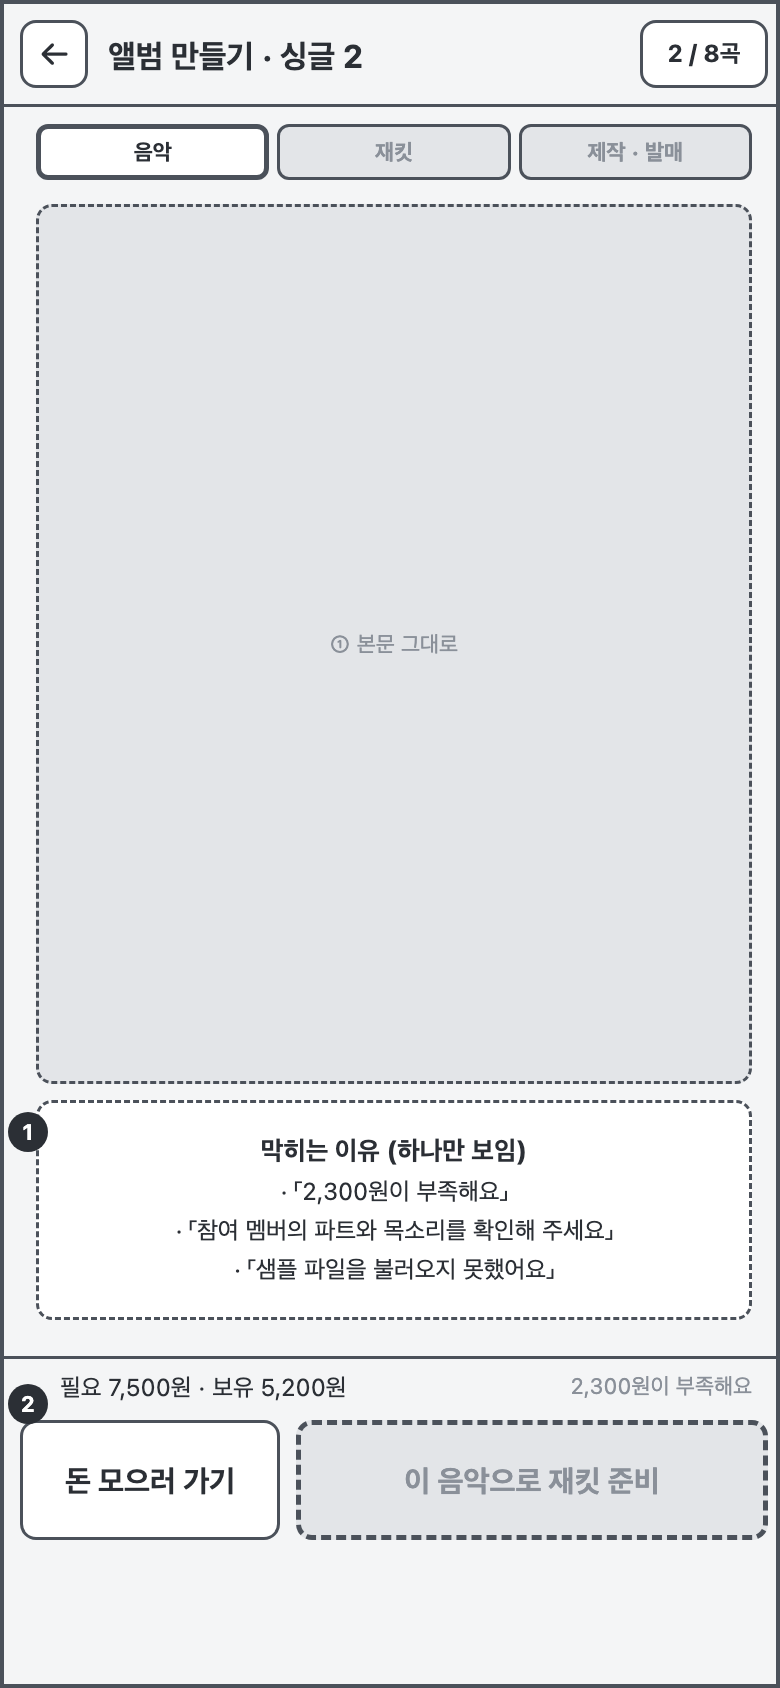 앨범 만들기 · 싱글 2
2 / 8곡
음악
재킷
제작 · 발매
① 본문 그대로
1
막히는 이유 (하나만 보임)
· 「2,300원이 부족해요」
· 「참여 멤버의 파트와 목소리를 확인해 주세요」
· 「샘플 파일을 불러오지 못했어요」
필요 7,500원 · 보유 5,200원
2,300원이 부족해요
2
돈 모으러 가기
이 음악으로 재킷 준비